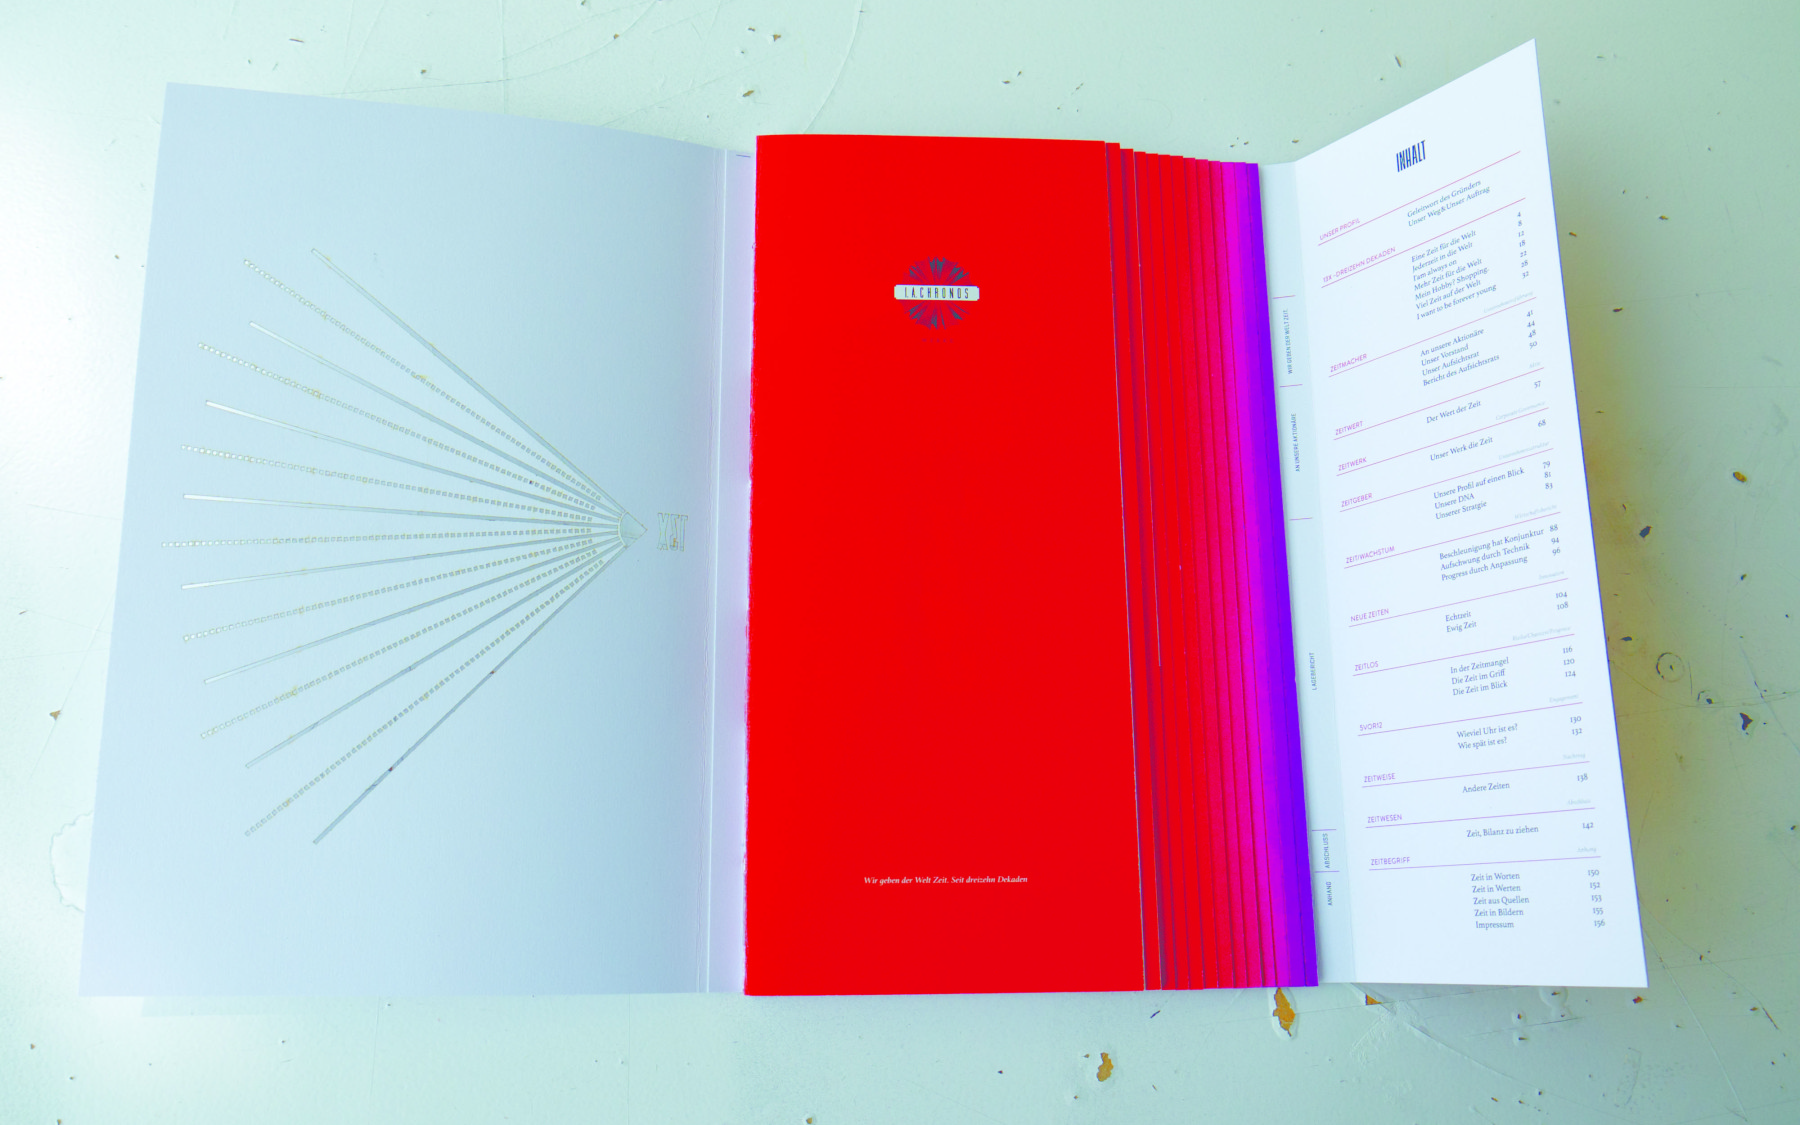 I.A.CHRONOS
Wir geben der Welt Zeit. Seit dreizehn Dekaden
WIR GEBEN DER WELT ZEIT.
AN UNSERE AKTIONÄRE
LAGEBERICHT
ABSCHLUSS
ANHANG
INHALT
UNSER PROFIL
Geleitwort des Gründers
Unser Weg & Unser Auftrag
13X - DREIZEHN DEKADEN
Eine Zeit für die Welt 4
Jederzeit in die Welt 8
I'am always on 12
Mehr Zeit für die Welt 18
Mein Hobby? Shopping. 22
Viel Zeit auf der Welt 28
I want to be forever young 32
ZEITMACHER
An unsere Aktionäre 41
Unser Vorstand 44
Unser Aufsichtsrat 48
Bericht des Aufsichtsrats 50
ZEITWERT
Der Wert der Zeit 57
Corporate Governance
ZEITWERK
Unser Werk die Zeit 68
ZEITGEBER
Unsere Profil auf einen Blick 79
Unsere DNA 81
Unserer Stratgie 83
ZEIT/WACHSTUM
Beschleunigung hat Konjunktur 88
Aufschwung durch Technik 94
Progress durch Anpassung 96
NEUE ZEITEN
Echtzeit 104
Ewig Zeit 108
ZEITLOS
In der Zeitmangel 116
Die Zeit im Griff 120
Die Zeit im Blick 124
5VOR12
Wieviel Uhr ist es? 130
Wie spät ist es? 132
ZEITWEISE
Andere Zeiten 138
ZEITWESEN
Zeit, Bilanz zu ziehen 142
ZEITBEGRIFF
Zeit in Worten 150
Zeit in Werten 152
Zeit aus Quellen 153
Zeit in Bildern 155
Impressum 156